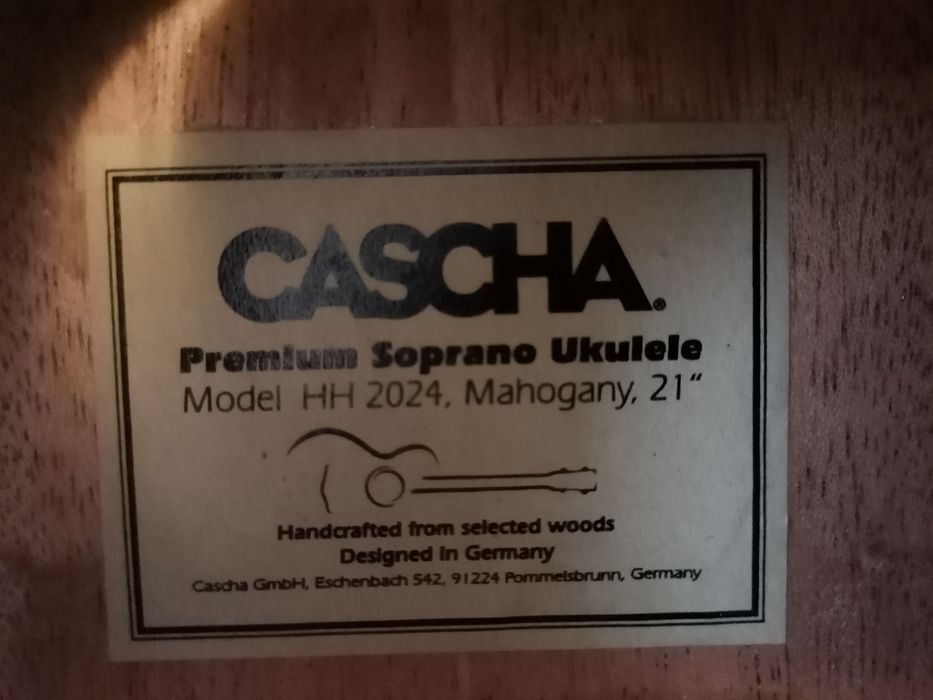 CASCHA®
Premium Soprano Ukulele
Model HH 2024, Mahogany, 21“
Handcrafted from selected woods
Designed in Germany
Cascha GmbH, Eschenbach 542, 91224 Pommelsbrunn, Germany